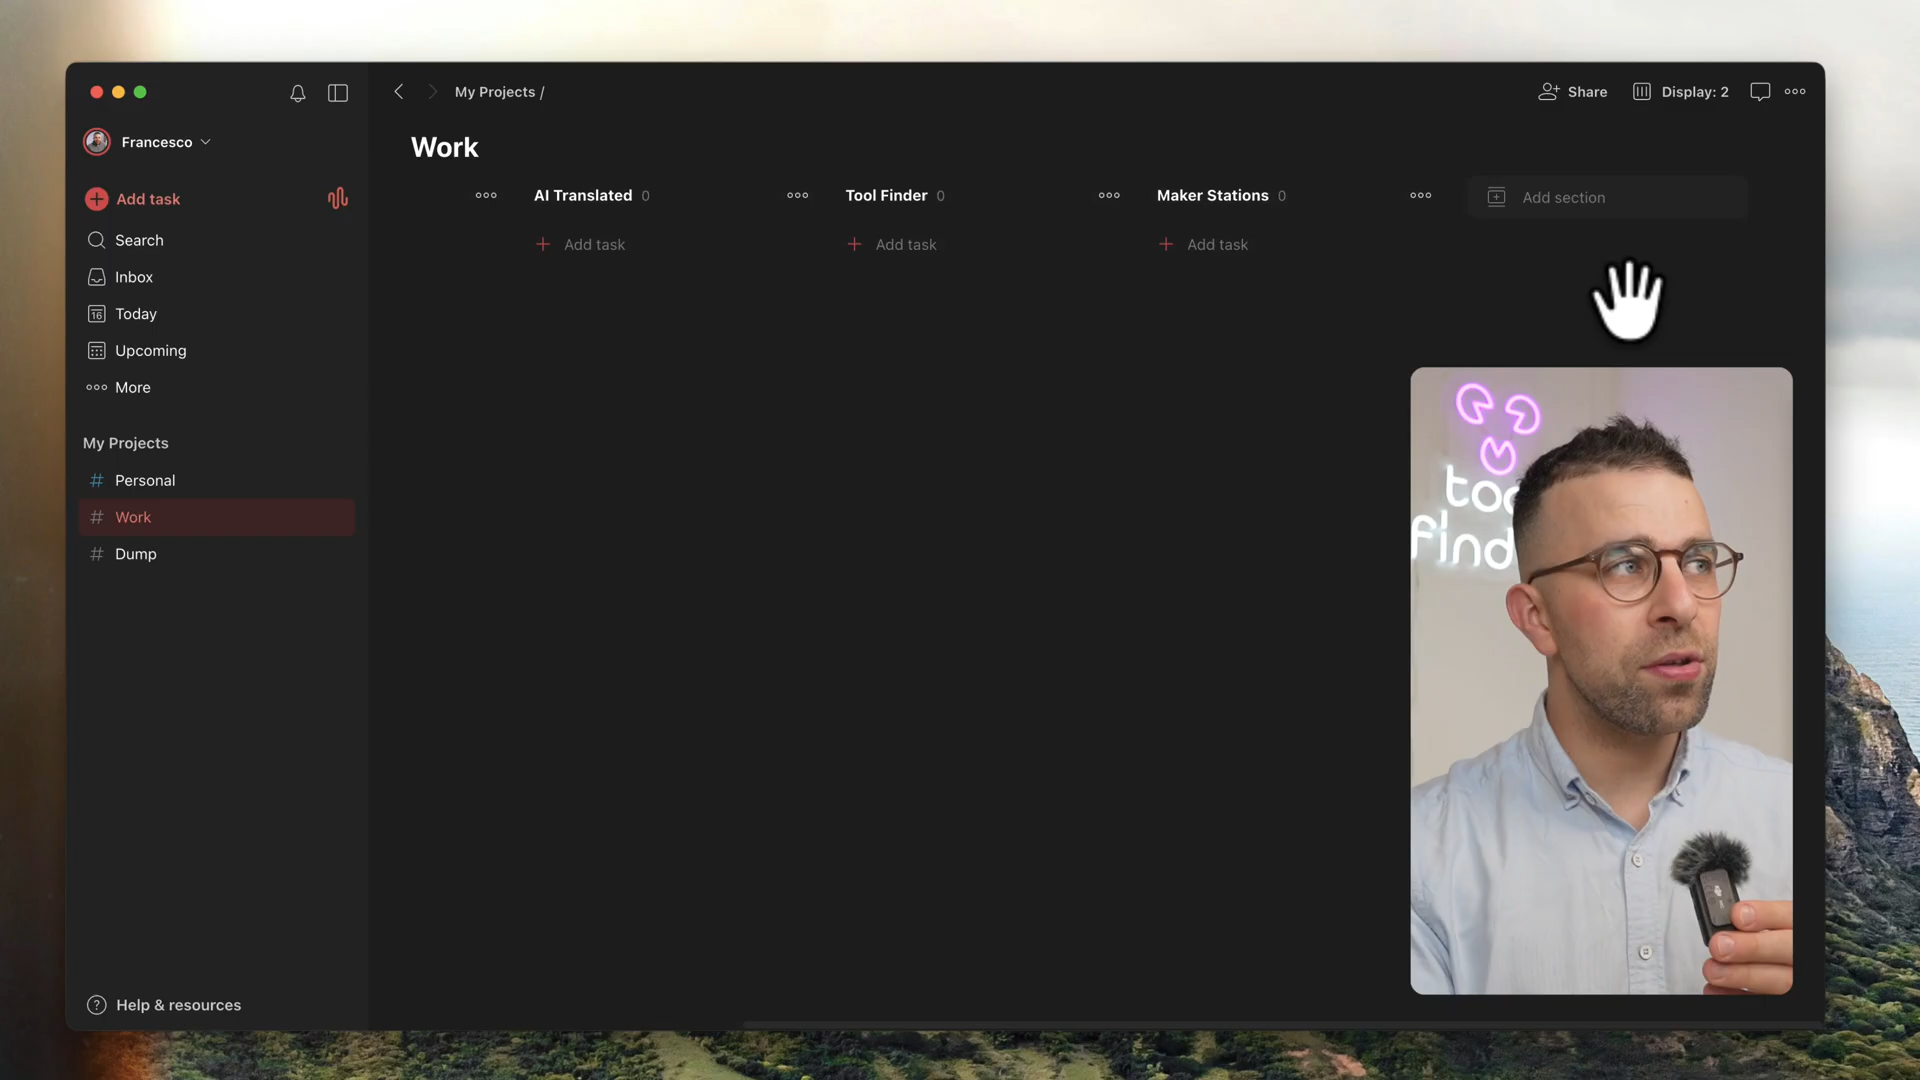 My Projects /
Share
Display: 2
Francesco
Work
Add task
AI Translated 0
Tool Finder 0
Maker Stations 0
Add section
Add task
Add task
Add task
Search
Inbox
16
Today
Upcoming
More
My Projects
# Personal
# Work
# Dump
too
find
? Help & resources